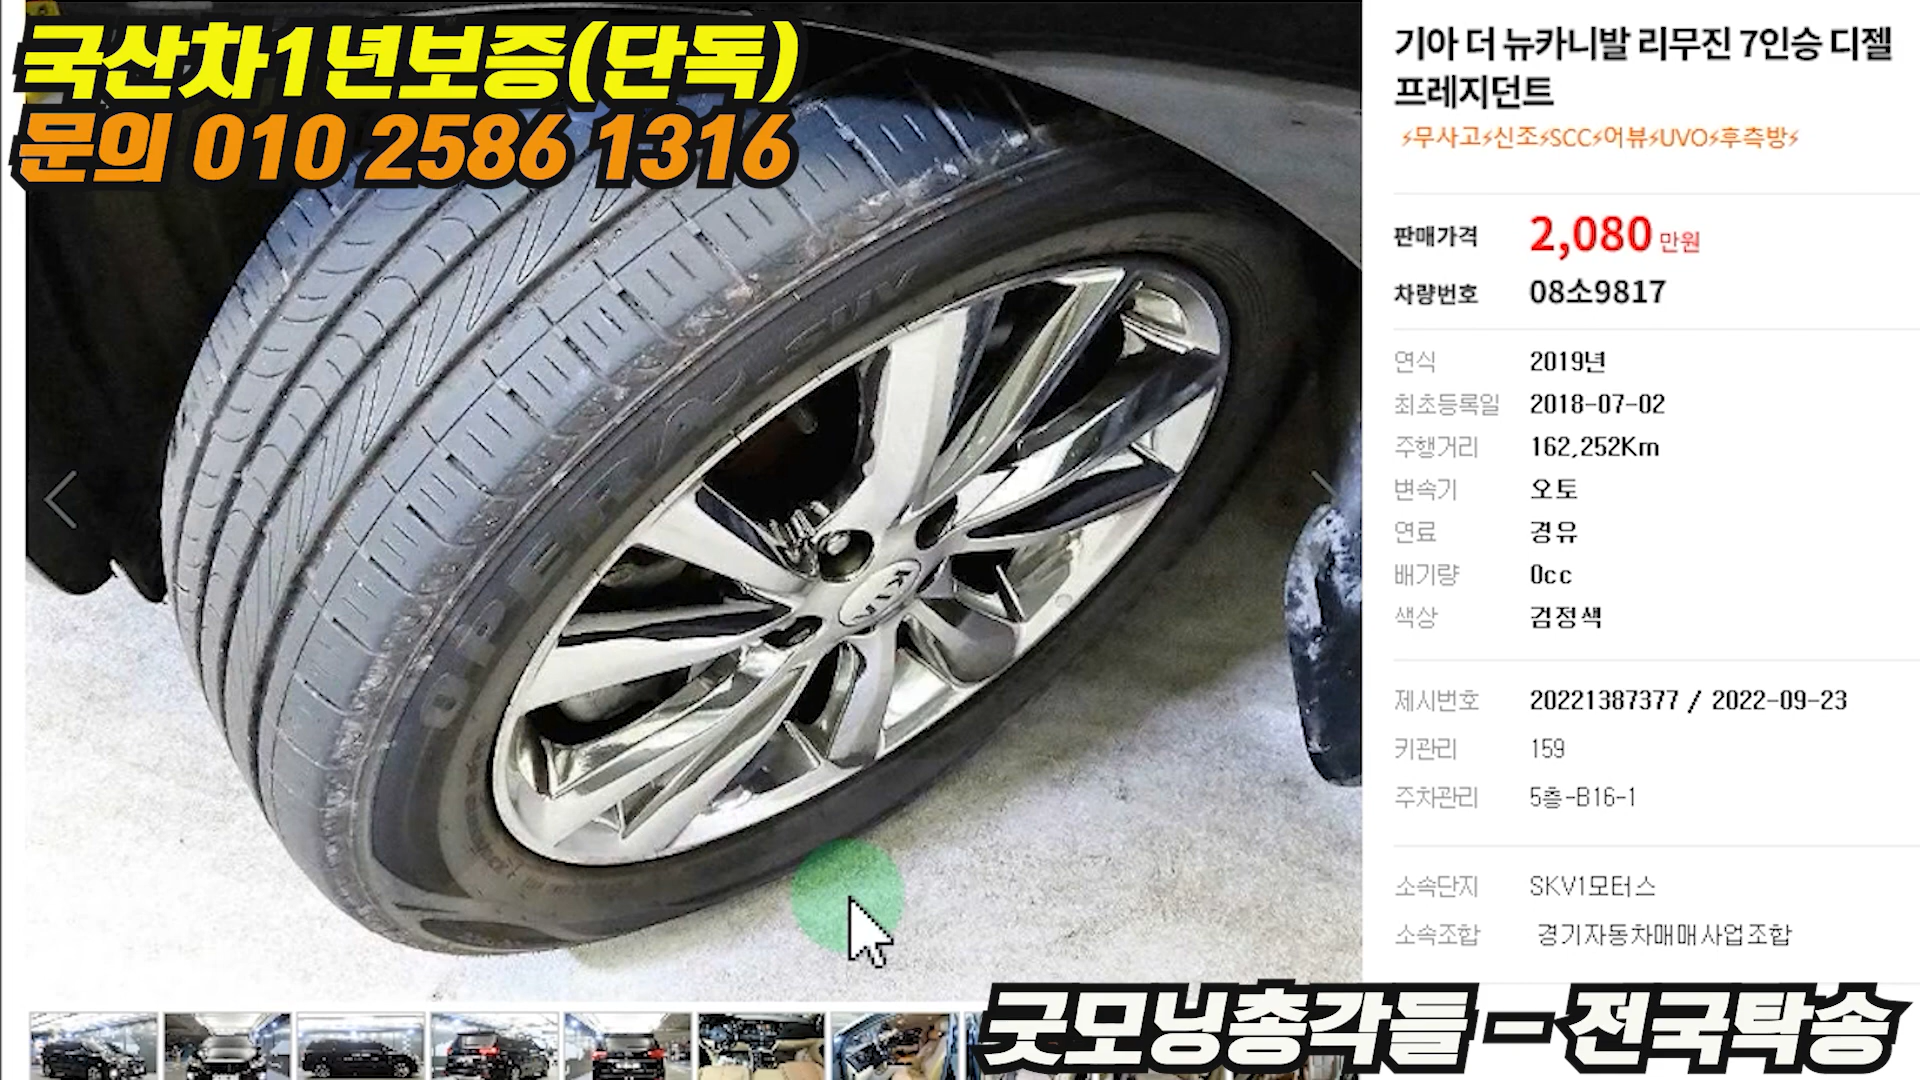 국산차1년보증(단독)
문의 010 2586 1316
기아 더 뉴카니발 리무진 7인승 디젤
프레지던트
⚡무사고⚡신조⚡SCC⚡어뷰⚡UVO⚡후측방⚡
판매가격 2,080 만원
차량번호 08소9817
연식 2019년
최초등록일 2018-07-02
주행거리 162,252Km
변속기 오토
연료 경유
배기량 0cc
색상 검정색
제시번호 20221387377 / 2022-09-23
키관리 159
주차관리 5층-B16-1
소속단지 SKV1모터스
소속조합 경기자동차매매사업조합
KIA
굿모닝총각들 - 전국탁송